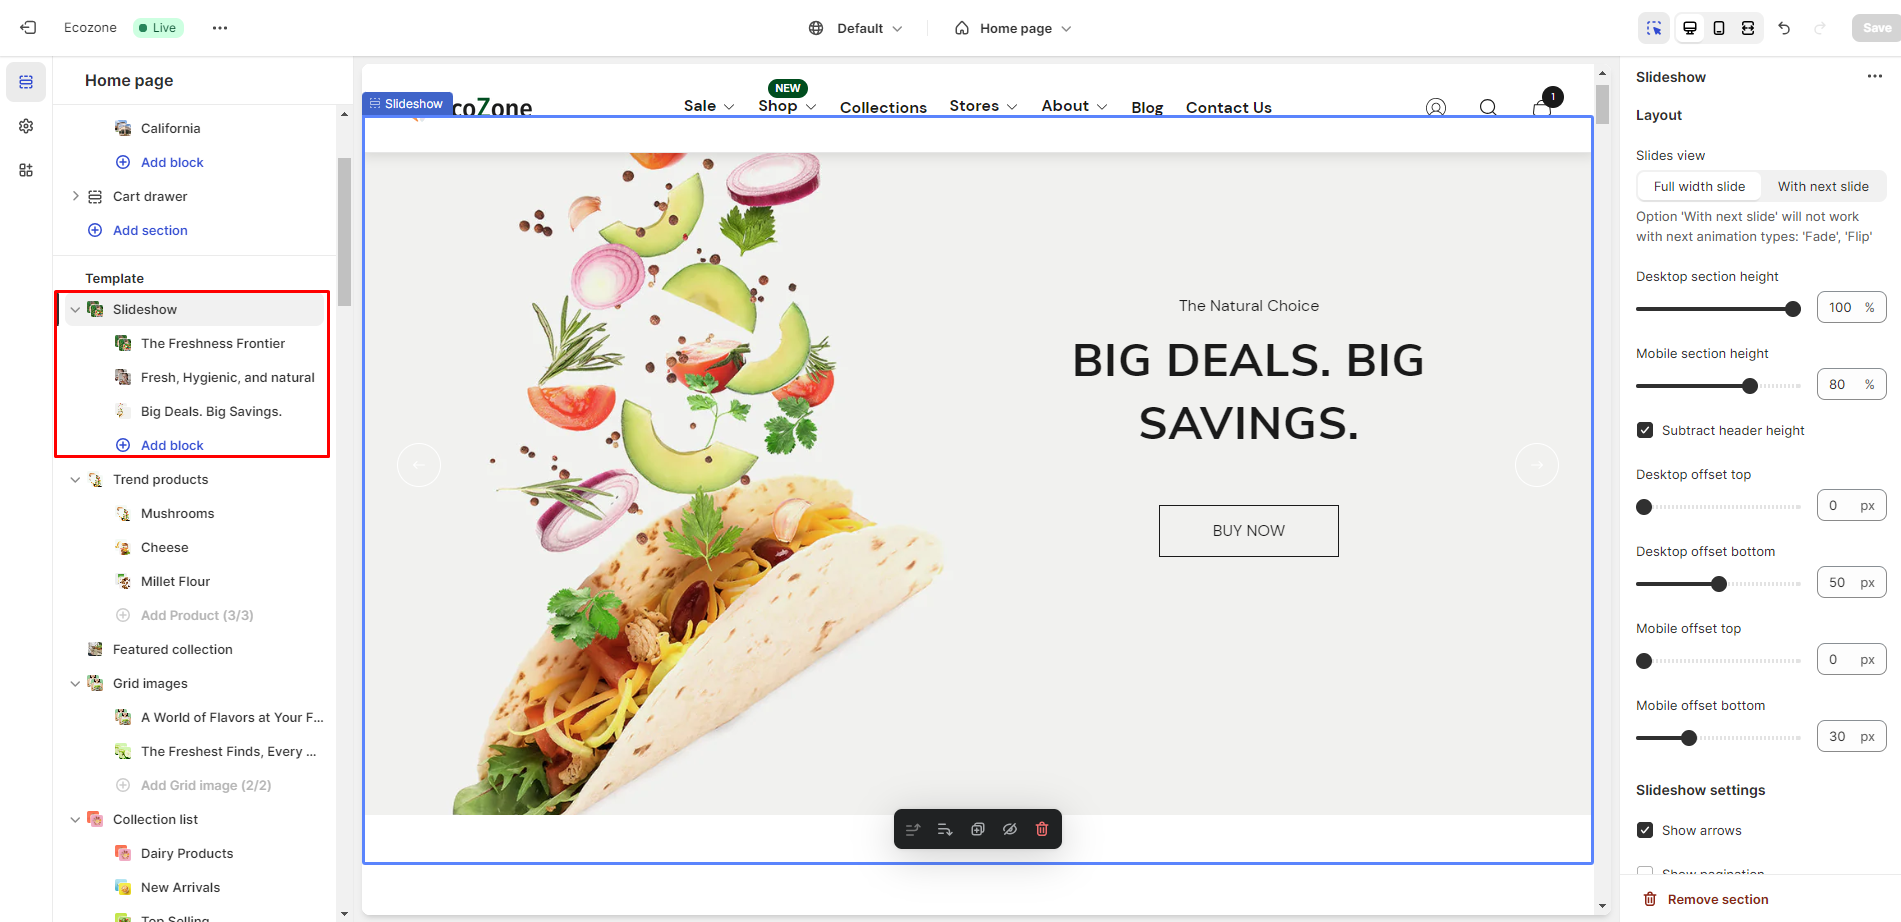 Ecozone
Live
Default
Home page
Save
Home page
California
Add block
Cart drawer
Add section
Template
Slideshow
The Freshness Frontier
Fresh, Hygienic, and natural
Big Deals. Big Savings.
Add block
Trend products
Mushrooms
Cheese
Millet Flour
Add Product (3/3)
Featured collection
Grid images
A World of Flavors at Your F...
The Freshest Finds, Every ...
Add Grid image (2/2)
Collection list
Dairy Products
New Arrivals
Top Selling
Slideshow
coZone
Sale
NEW
Shop
Collections
Stores
About
Blog
Contact Us
1
The Natural Choice
BIG DEALS. BIG
SAVINGS.
BUY NOW
Slideshow
Layout
Slides view
Full width slide
With next slide
Option 'With next slide' will not work
with next animation types: 'Fade', 'Flip'
Desktop section height
100 %
Mobile section height
80 %
Subtract header height
Desktop offset top
0 px
Desktop offset bottom
50 px
Mobile offset top
0 px
Mobile offset bottom
30 px
Slideshow settings
Show arrows
Show pagination
Remove section